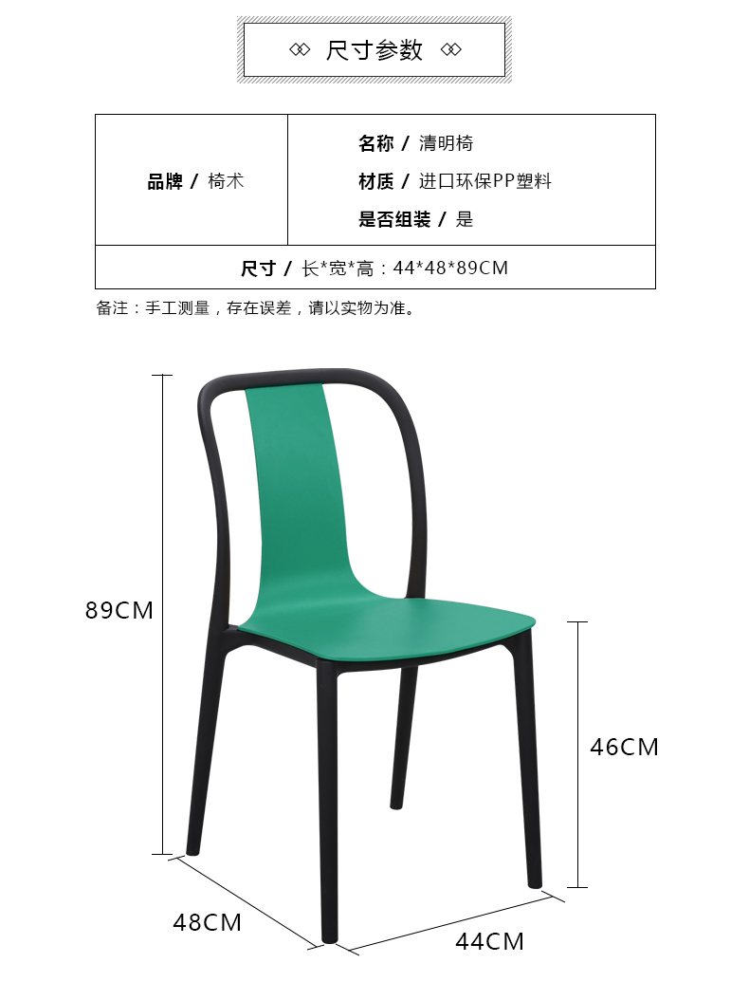 尺寸参数
品牌 / 椅术
名称 / 清明椅
材质 / 进口环保PP塑料
是否组装 / 是
尺寸 / 长*宽*高：44*48*89CM
备注：手工测量，存在误差，请以实物为准。
89CM
46CM
48CM
44CM